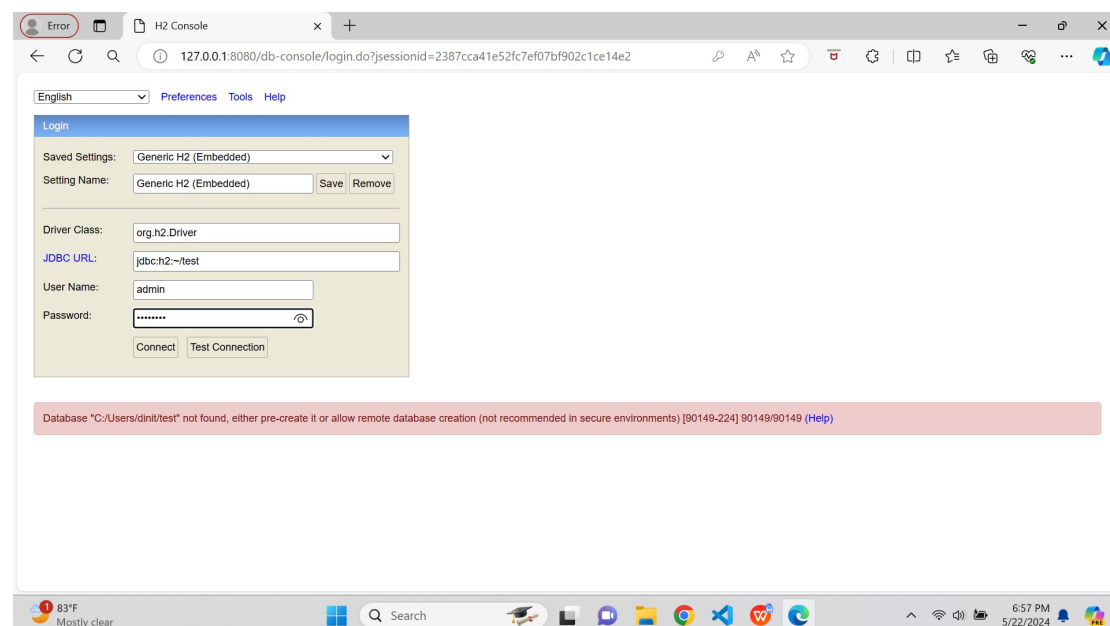 Error
H2 Console
127.0.0.1:8080/db-console/login.do?jsessionid=2387cca41e52fc7ef07bf902c1ce14e2
English Preferences Tools Help
Login
Saved Settings: Generic H2 (Embedded)
Setting Name: Generic H2 (Embedded) Save Remove
Driver Class: org.h2.Driver
JDBC URL: jdbc:h2:~/test
User Name: admin
Password: ••••••••
Connect Test Connection
Database "C:/Users/dinit/test" not found, either pre-create it or allow remote database creation (not recommended in secure environments) [90149-224] 90149/90149 (Help)
1 83°F
Mostly clear
Search
6:57 PM
5/22/2024
PRE